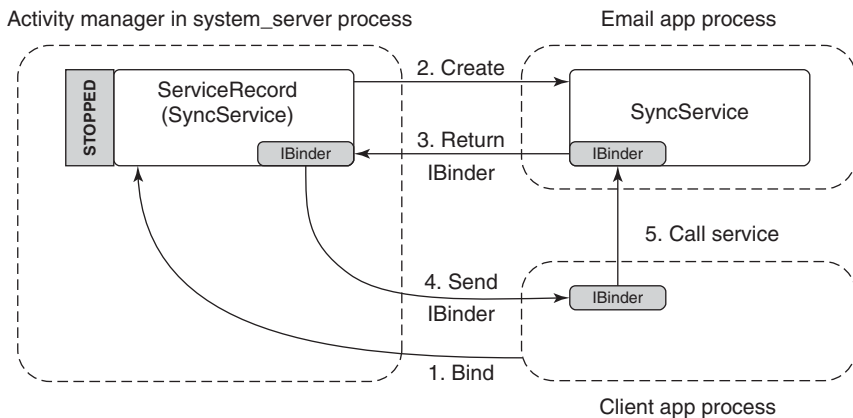 Activity manager in system_server process
Email app process
STOPPED
ServiceRecord
(SyncService)
IBinder
2. Create
SyncService
3. Return
IBinder
IBinder
5. Call service
4. Send
IBinder
IBinder
1. Bind
Client app process